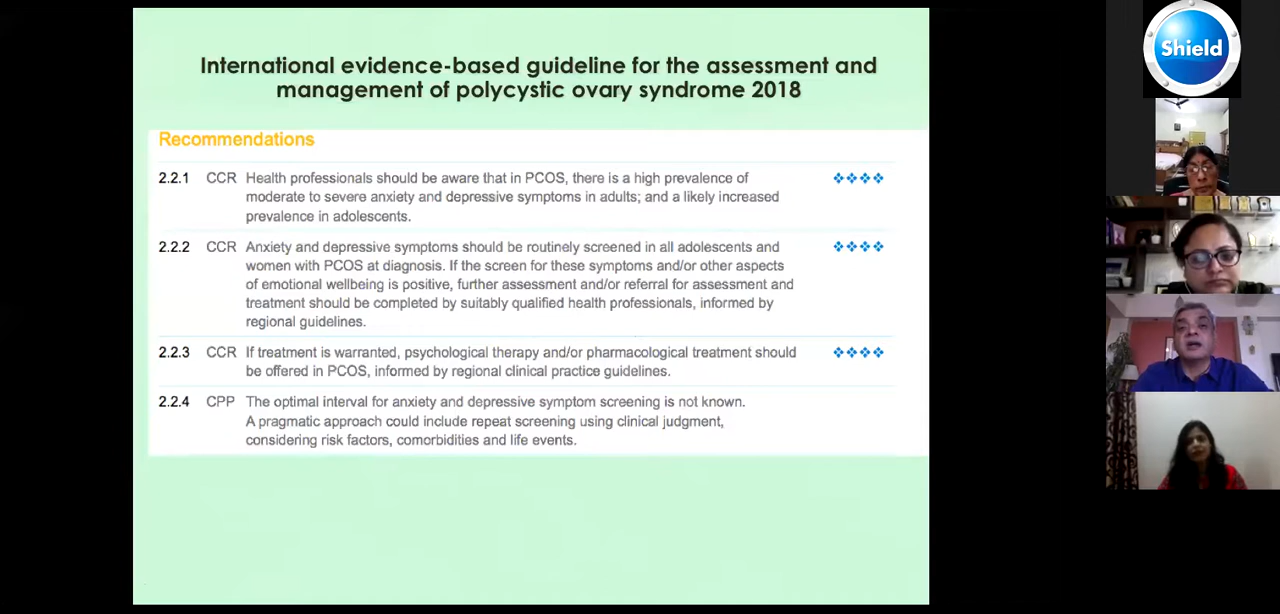 International evidence-based guideline for the assessment and
management of polycystic ovary syndrome 2018
Recommendations
2.2.1 CCR Health professionals should be aware that in PCOS, there is a high prevalence of
moderate to severe anxiety and depressive symptoms in adults; and a likely increased
prevalence in adolescents.
2.2.2 CCR Anxiety and depressive symptoms should be routinely screened in all adolescents and
women with PCOS at diagnosis. If the screen for these symptoms and/or other aspects
of emotional wellbeing is positive, further assessment and/or referral for assessment and
treatment should be completed by suitably qualified health professionals, informed by
regional guidelines.
2.2.3 CCR If treatment is warranted, psychological therapy and/or pharmacological treatment should
be offered in PCOS, informed by regional clinical practice guidelines.
2.2.4 CPP The optimal interval for anxiety and depressive symptom screening is not known.
A pragmatic approach could include repeat screening using clinical judgment,
considering risk factors, comorbidities and life events.
Shield